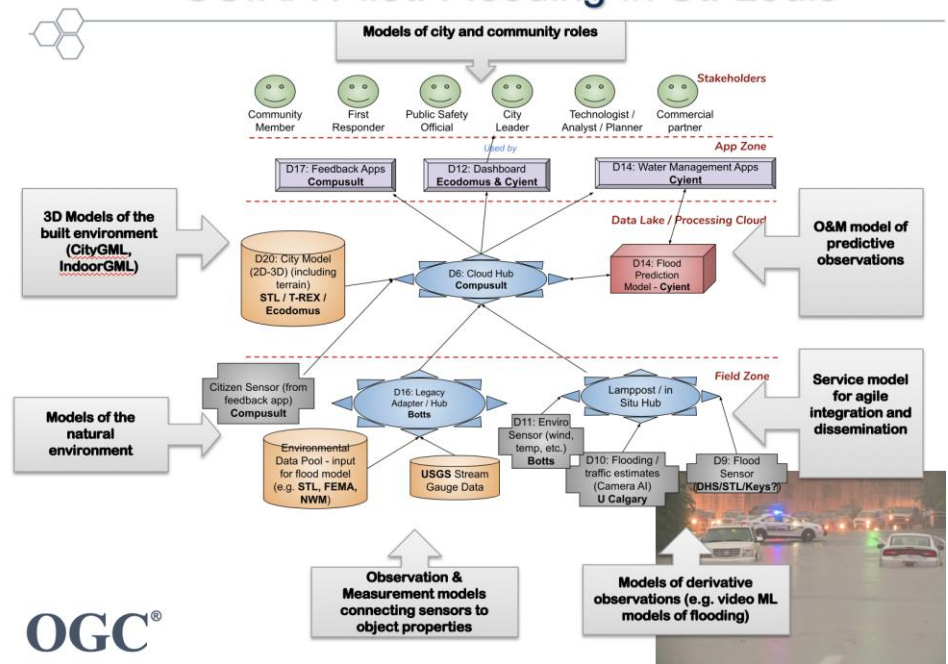 Models of city and community roles
Stakeholders
Community
Member
First
Responder
Public Safety
Official
City
Leader
Technologist /
Analyst / Planner
Commercial
partner
Used by
App Zone
D17: Feedback Apps
Compusult
D12: Dashboard
Ecodomus & Cyient
D14: Water Management Apps
Cyient
3D Models of the
built environment
(CityGML,
IndoorGML)
Data Lake / Processing Cloud
O&M model of
predictive
observations
D20: City Model
(2D-3D) (including
terrain)
STL / T-REX /
Ecodomus
D6: Cloud Hub
Compusult
D14: Flood
Prediction
Model - Cyient
Field Zone
Citizen Sensor (from
feedback app)
Compusult
D16: Legacy
Adapter / Hub
Botts
Lamppost / in
Situ Hub
Service model
for agile
integration and
dissemination
Models of the
natural
environment
Environmental
Data Pool - input
for flood model
(e.g. STL, FEMA,
NWM)
USGS Stream
Gauge Data
D11: Enviro
Sensor (wind,
temp, etc.)
Botts
D10: Flooding /
traffic estimates
(Camera AI)
U Calgary
D9: Flood
Sensor
(DHS/STL/Keys?)
Observation &
Measurement models
connecting sensors to
object properties
Models of derivative
observations (e.g. video ML
models of flooding)
OGC®